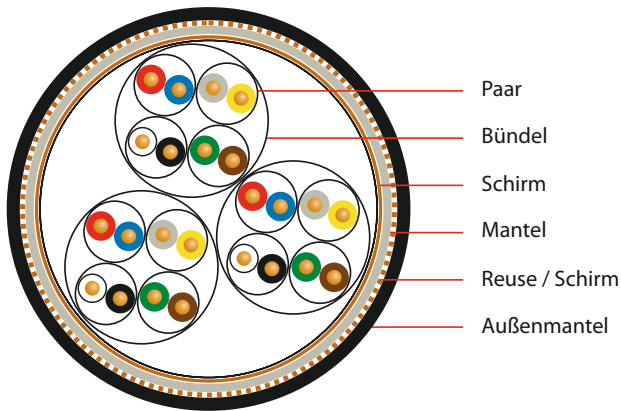 Paar
Bündel
Schirm
Mantel
Reuse / Schirm
Außenmantel